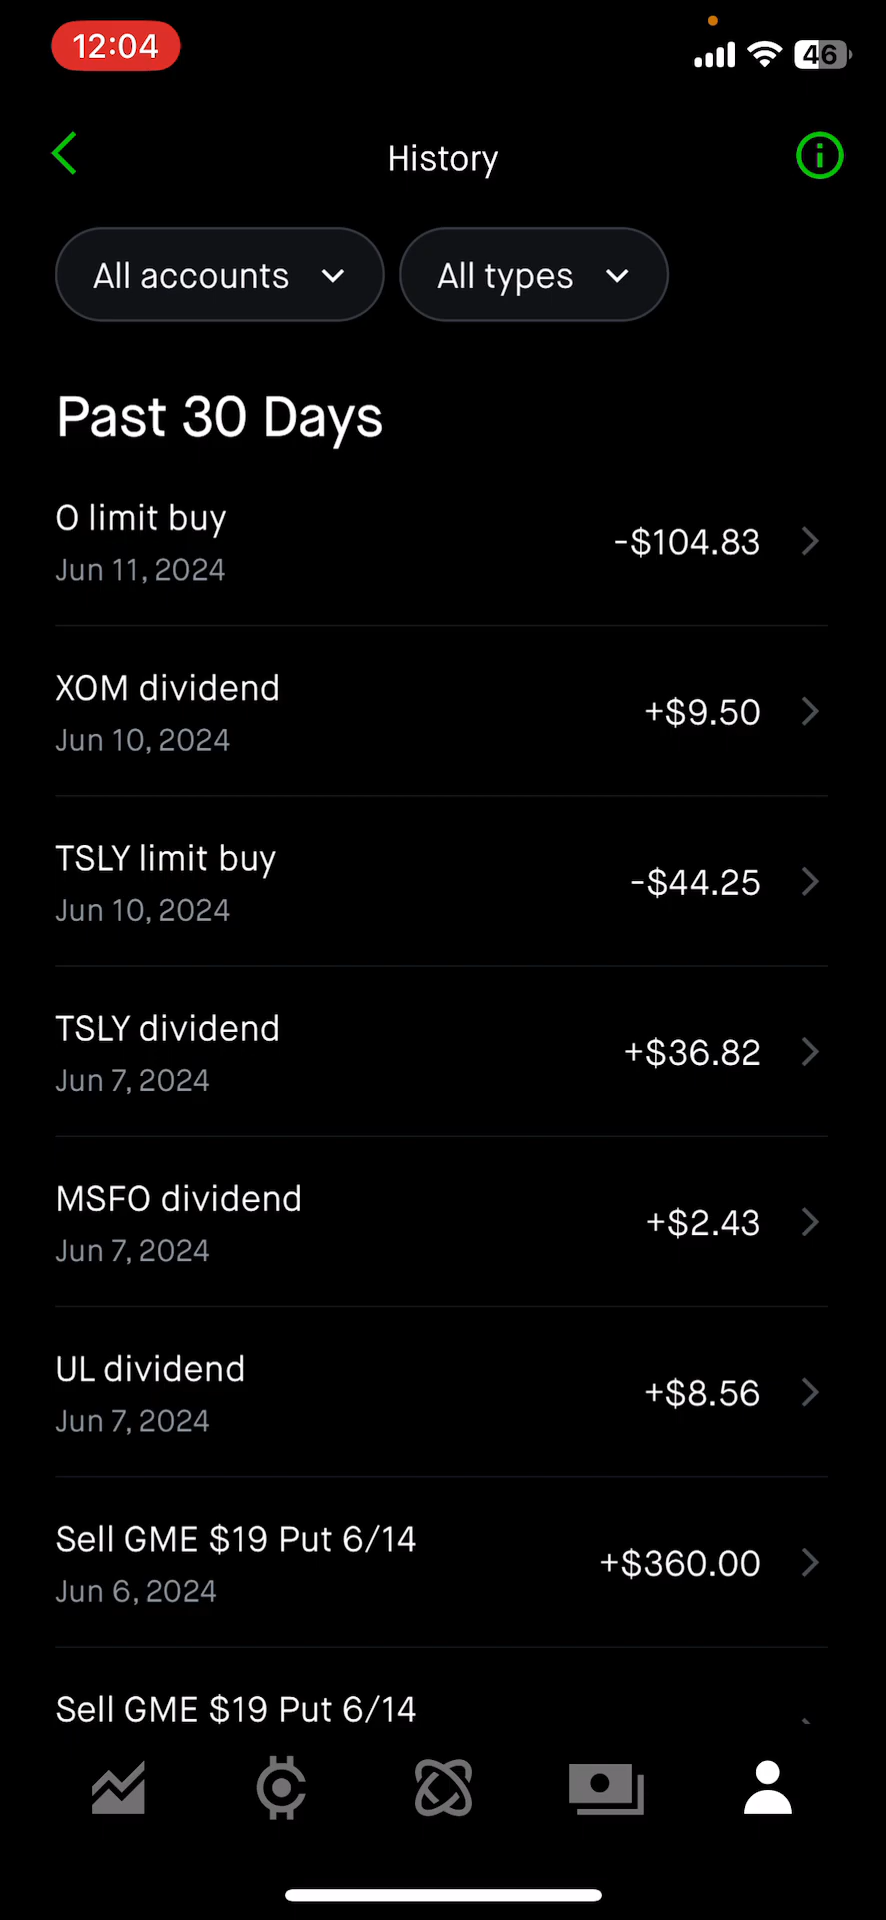 12:04
46
History
All accounts
All types
Past 30 Days
O limit buy
-$104.83
Jun 11, 2024
XOM dividend
+$9.50
Jun 10, 2024
TSLY limit buy
-$44.25
Jun 10, 2024
TSLY dividend
+$36.82
Jun 7, 2024
MSFO dividend
+$2.43
Jun 7, 2024
UL dividend
+$8.56
Jun 7, 2024
Sell GME $19 Put 6/14
+$360.00
Jun 6, 2024
Sell GME $19 Put 6/14